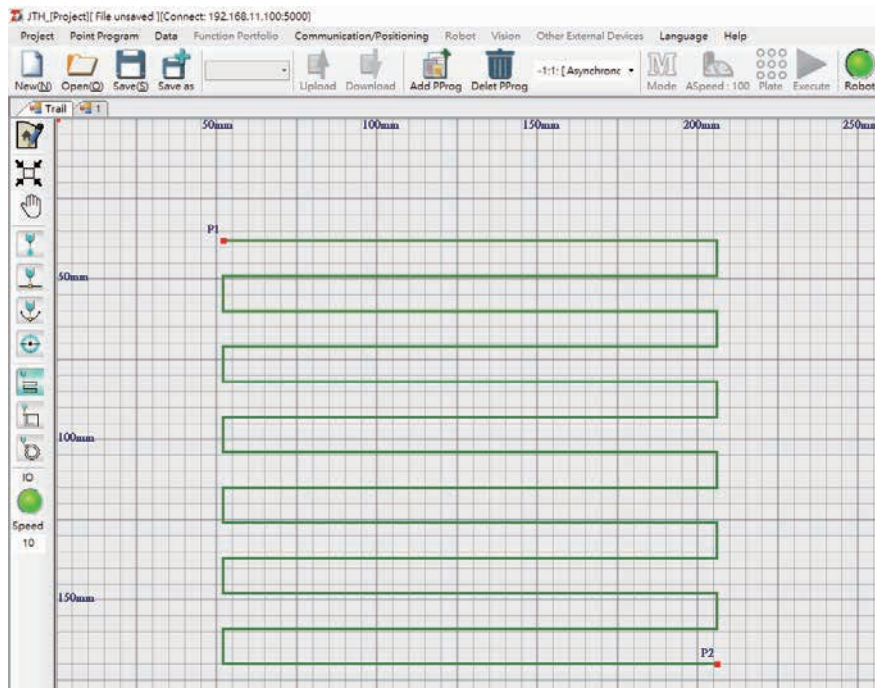 JTH_[Project][ File unsaved ][Connect: 192.168.11.100:5000]
Project Point Program Data Function Portfolio Communication/Positioning Robot Vision Other External Devices Language Help
-1:1: [ Asynchronc
New(N) Open(O) Save(S) Save as Upload Download Add PProg Delet PProg Mode ASpeed : 100 Plate Execute Robot
Trail 1
50mm 100mm 150mm 200mm 250mm
P1
50mm
100mm
IO
Speed
10
150mm
P2